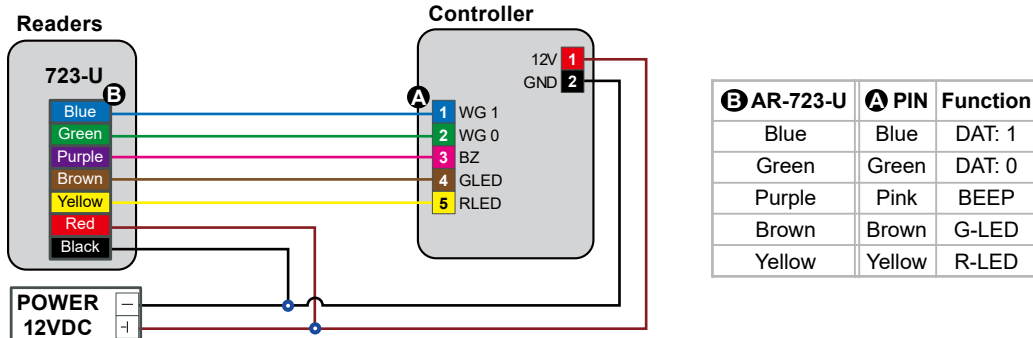 Readers
Controller
723-U
B
Blue
Green
Purple
Brown
Yellow
Red
Black
A
12V 1
GND 2
1 WG 1
2 WG 0
3 BZ
4 GLED
5 RLED
POWER
12VDC
B AR-723-U A PIN Function
Blue Blue DAT: 1
Green Green DAT: 0
Purple Pink BEEP
Brown Brown G-LED
Yellow Yellow R-LED